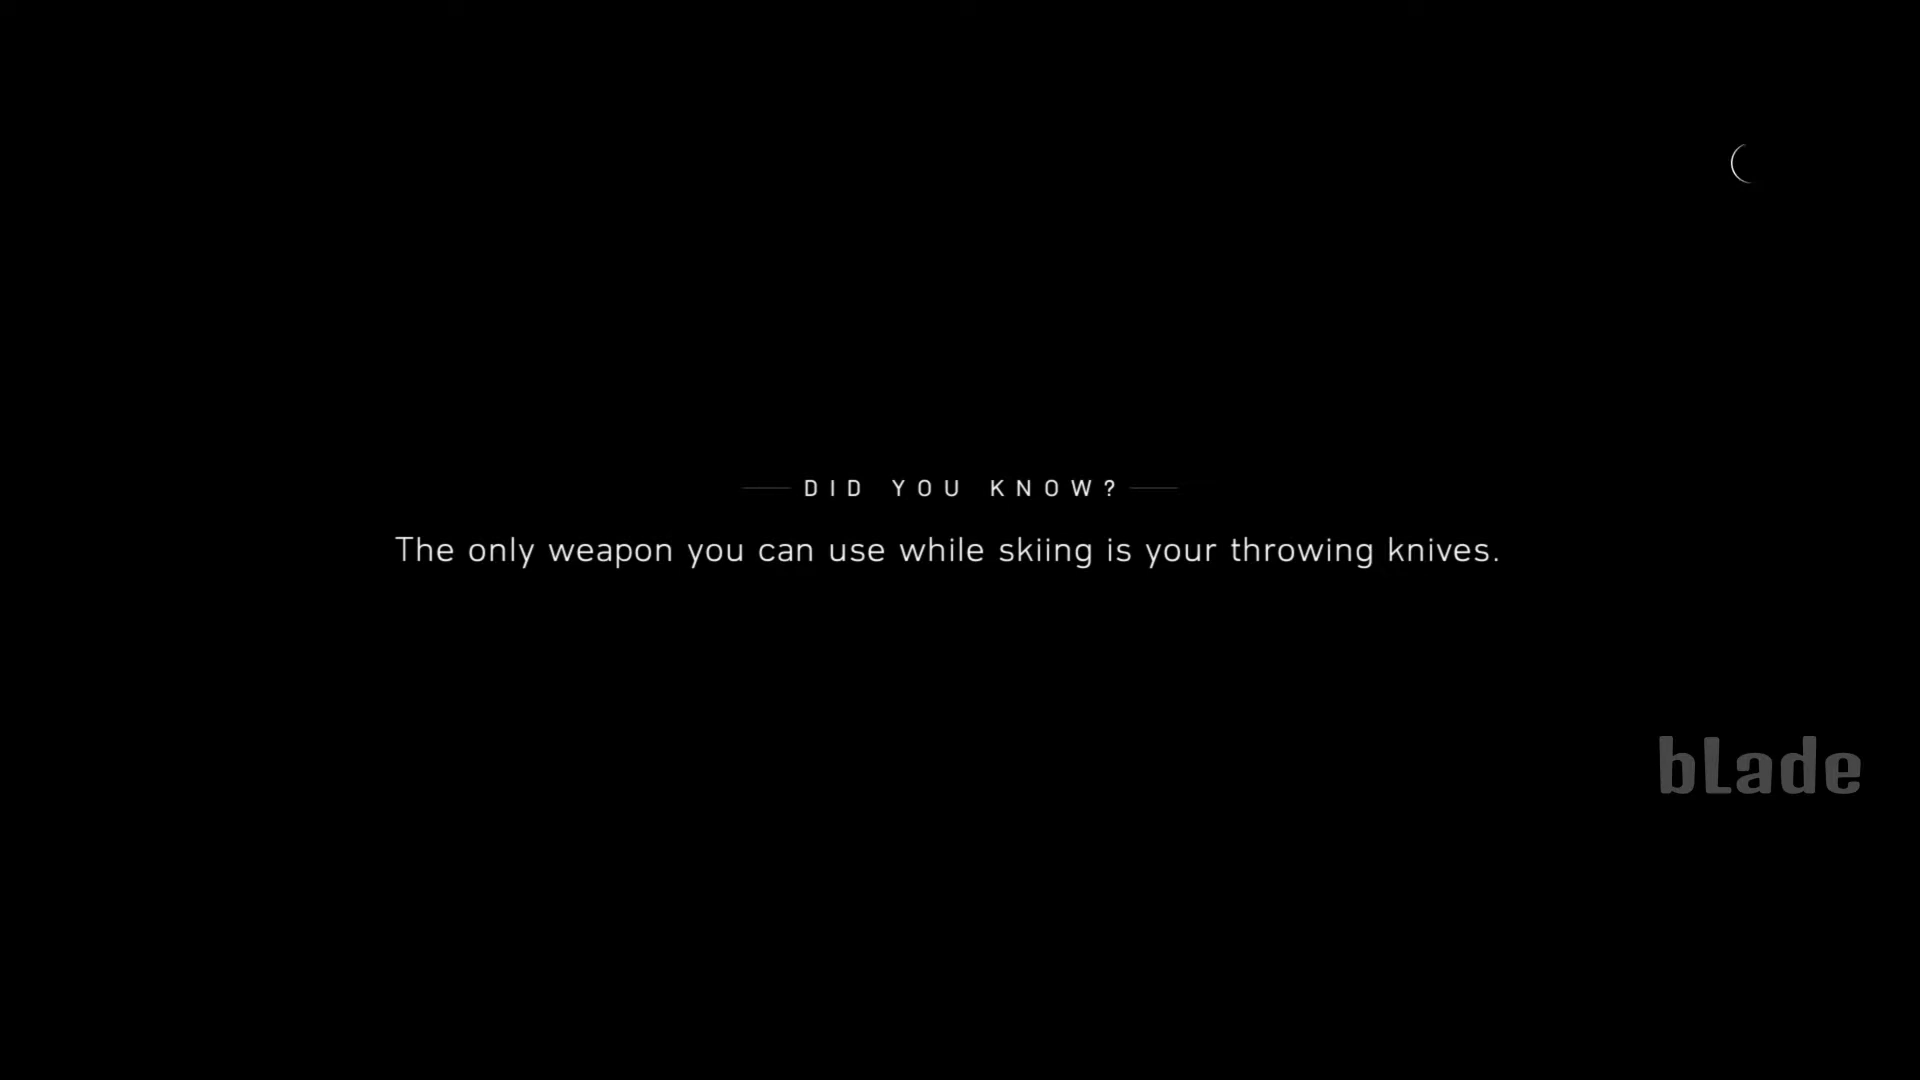 DID YOU KNOW?
The only weapon you can use while skiing is your throwing knives.
bLade